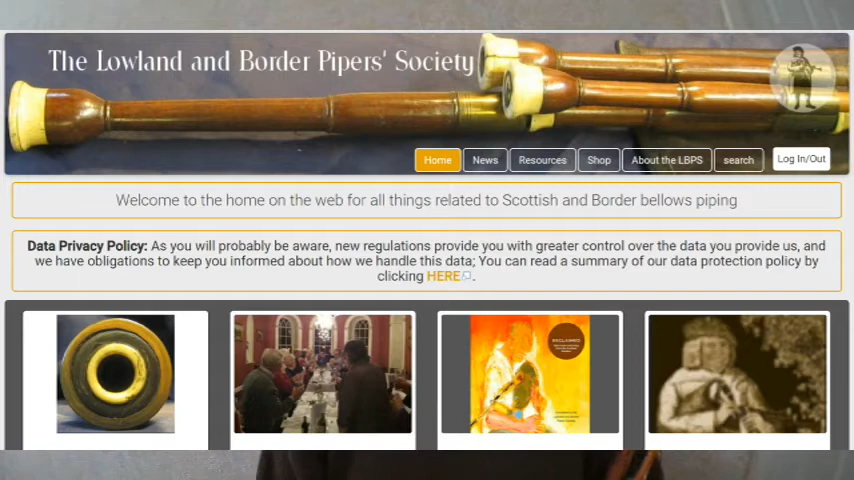 The Lowland and Border Pipers' Society
Home News Resources Shop About the LBPS search Log In/Out
Welcome to the home on the web for all things related to Scottish and Border bellows piping
Data Privacy Policy: As you will probably be aware, new regulations provide you with greater control over the data you provide us, and
we have obligations to keep you informed about how we handle this data; You can read a summary of our data protection policy by
clicking HERE.
RECLAIMED